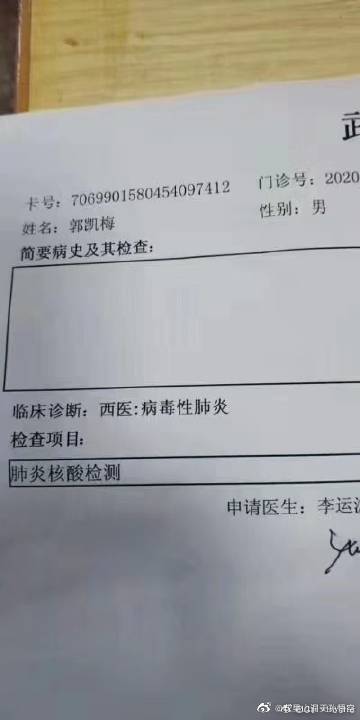 武
卡号：7069901580454097412 门诊号：2020
姓名：郭凯梅 性别：男
简要病史及其检查：
临床诊断：西医:病毒性肺炎
检查项目：
肺炎核酸检测
申请医生：李运